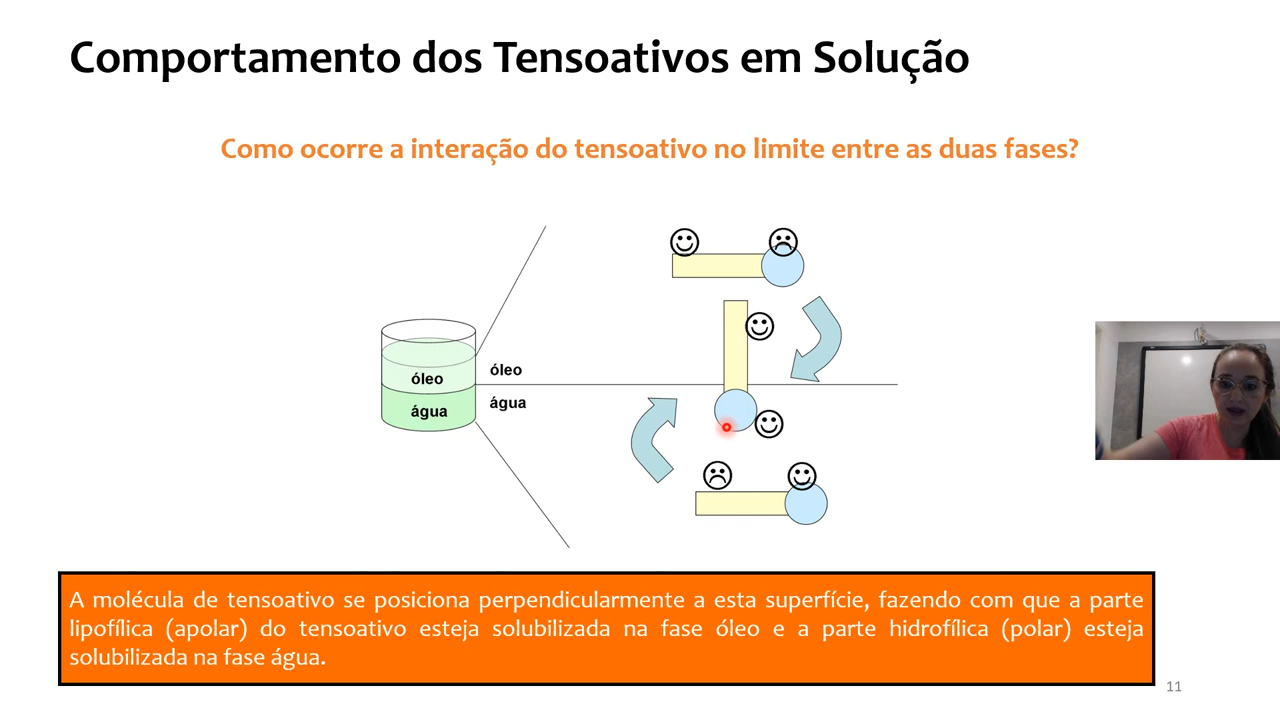 Comportamento dos Tensoativos em Solução
Como ocorre a interação do tensoativo no limite entre as duas fases?
óleo
água
óleo
água
A molécula de tensoativo se posiciona perpendicularmente a esta superfície, fazendo com que a parte
lipofílica (apolar) do tensoativo esteja solubilizada na fase óleo e a parte hidrofílica (polar) esteja
solubilizada na fase água.
11